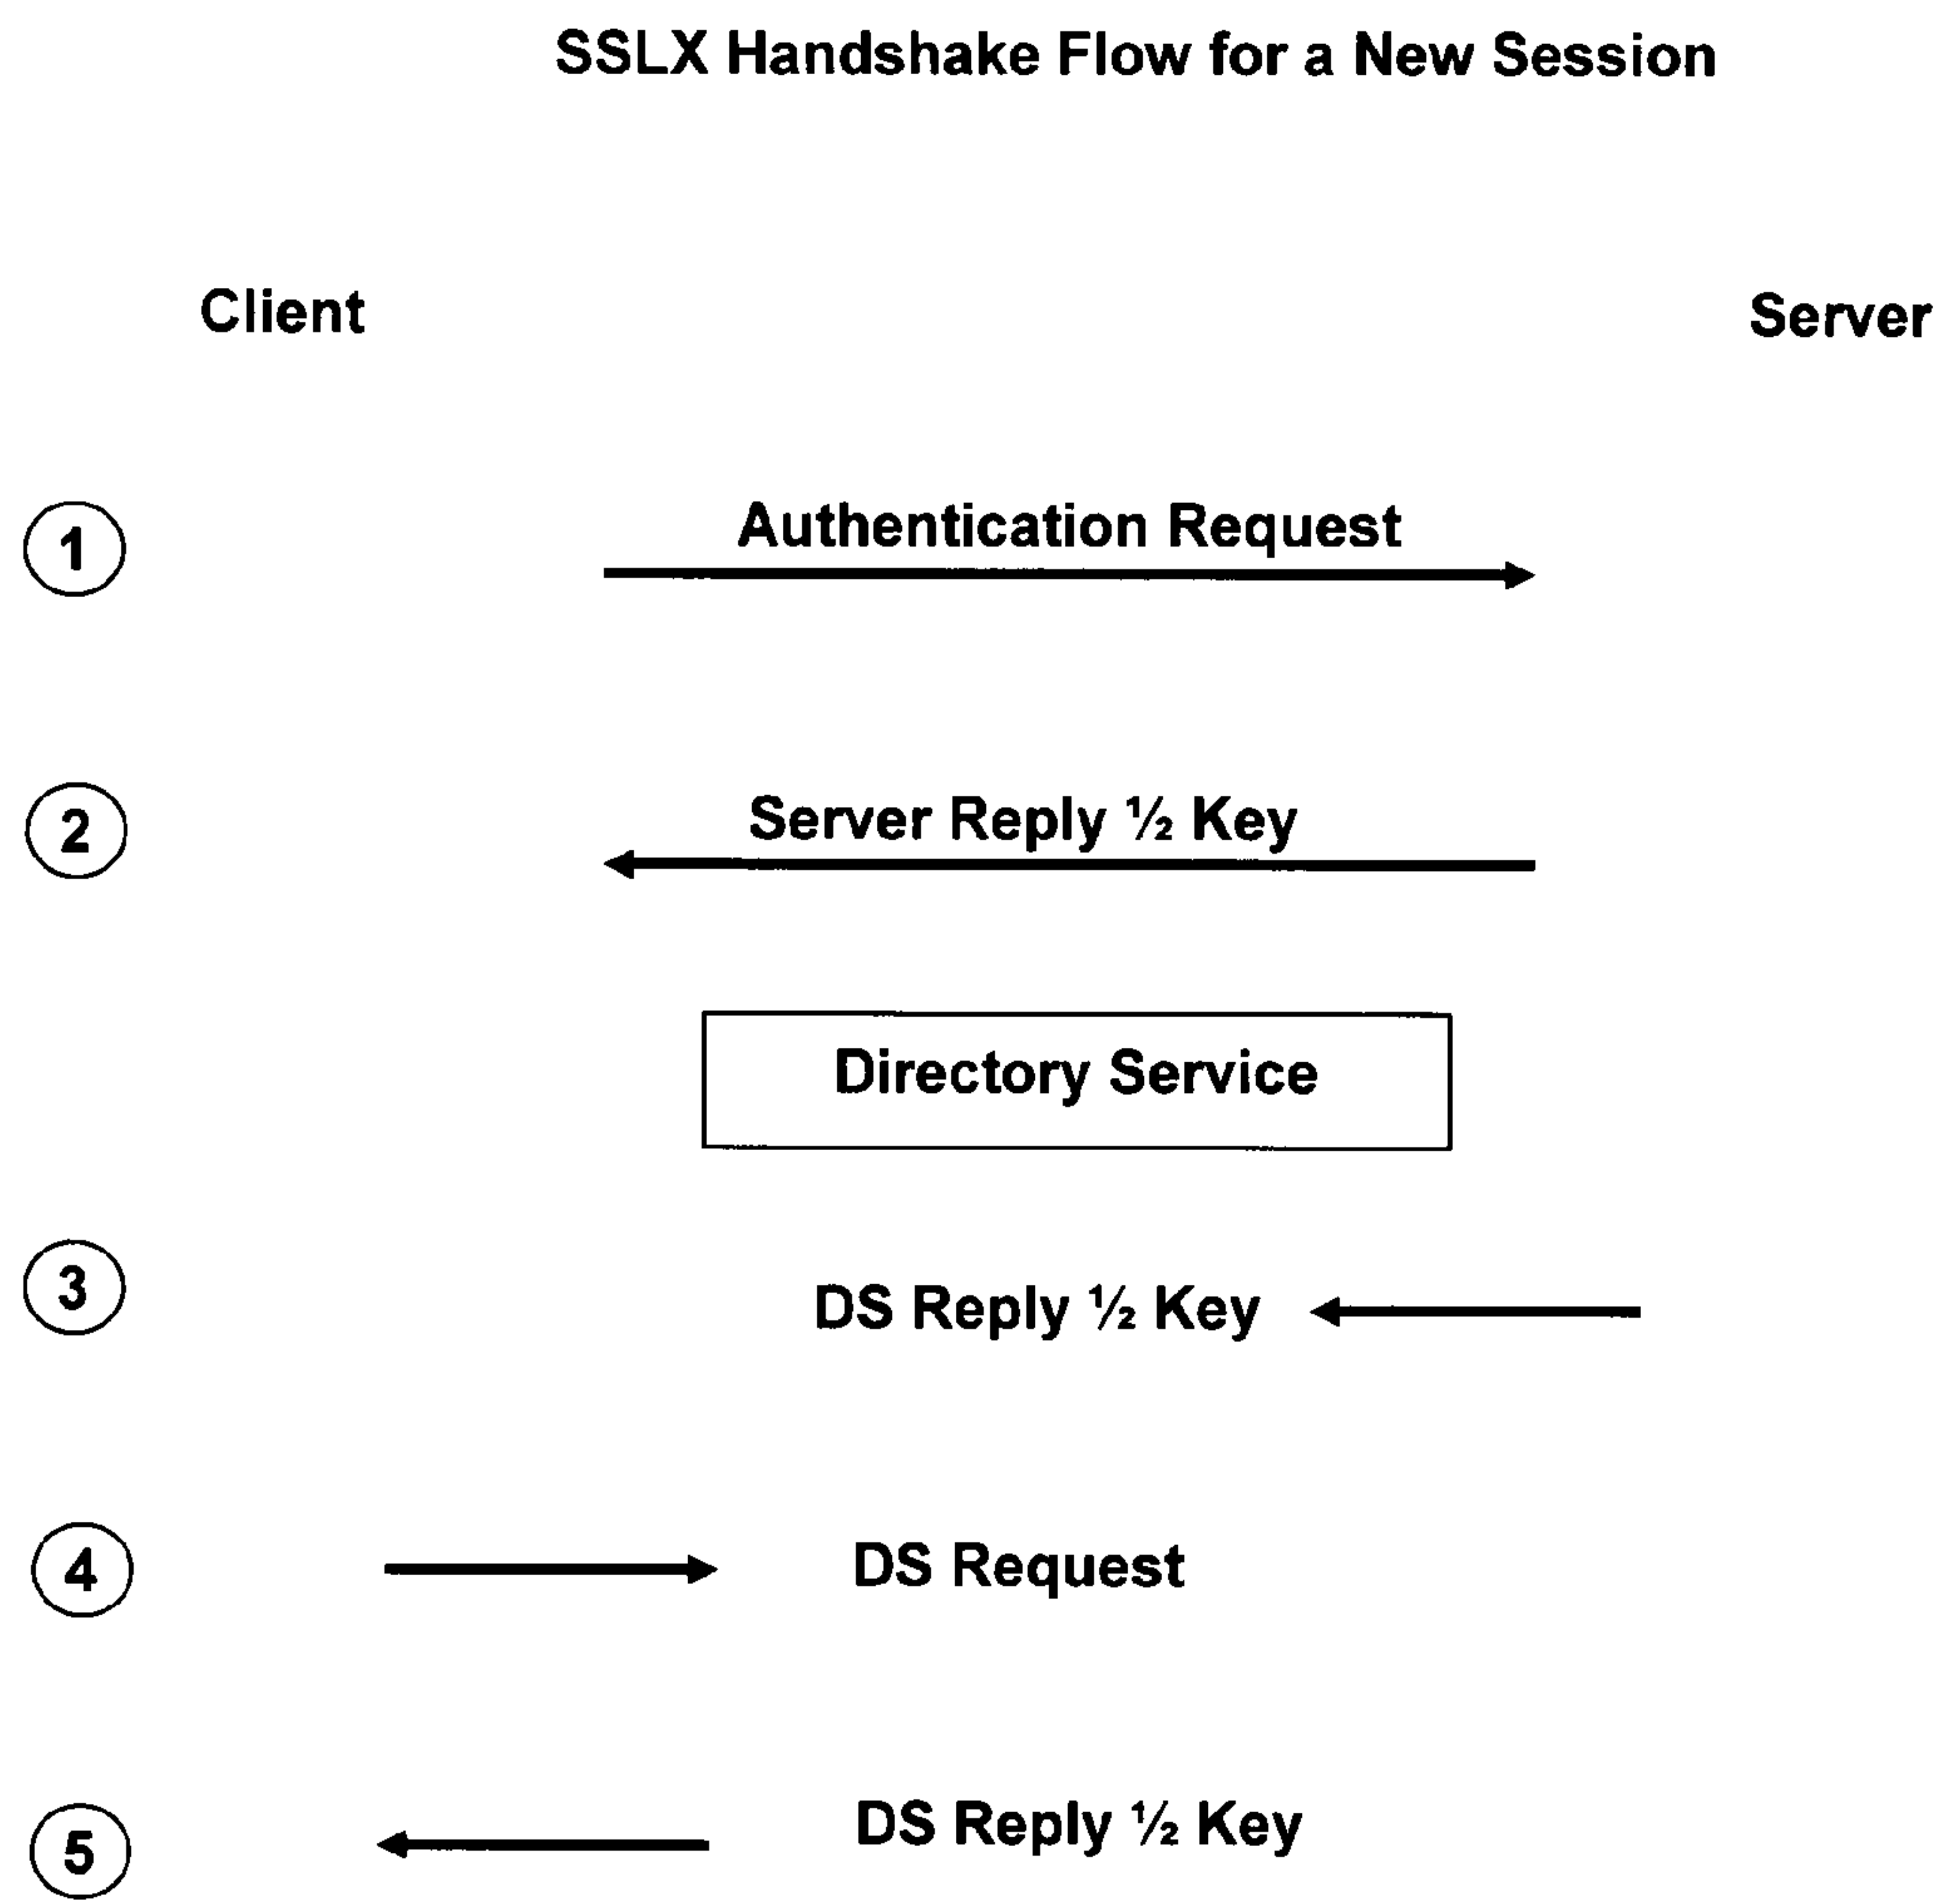 SSLX Handshake Flow for a New Session
Client
Server
1
Authentication Request
2
Server Reply ½ Key
Directory Service
3
DS Reply ½ Key
4
DS Request
5
DS Reply ½ Key